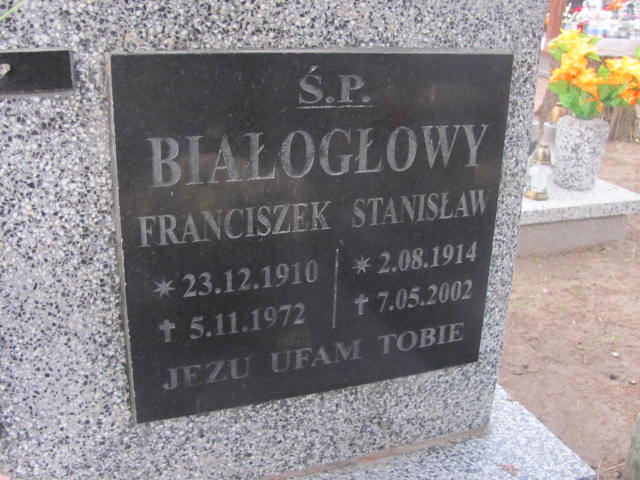 Ś.P.
BIAŁOGŁOWY
FRANCISZEK STANISŁAW
* 23.12.1910 * 2.08.1914
† 5.11.1972 † 7.05.2002
JEZU UFAM TOBIE